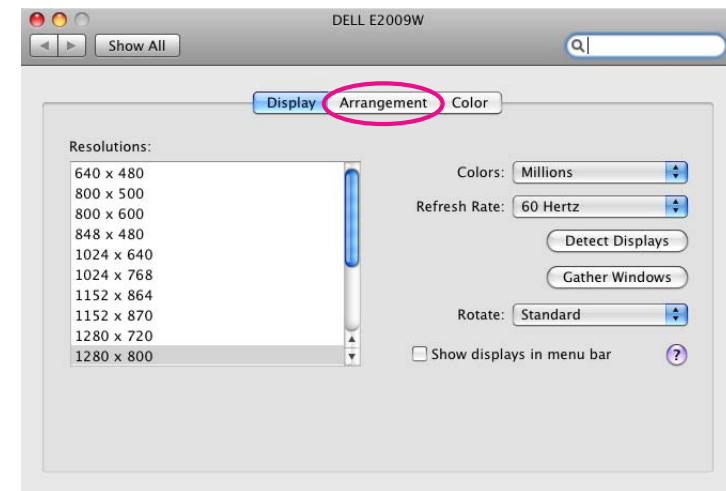 DELL E2009W
Show All
Display Arrangement Color
Resolutions:
640 x 480
800 x 500
800 x 600
848 x 480
1024 x 640
1024 x 768
1152 x 864
1152 x 870
1280 x 720
1280 x 800
Colors: Millions
Refresh Rate: 60 Hertz
Detect Displays
Gather Windows
Rotate: Standard
Show displays in menu bar ?